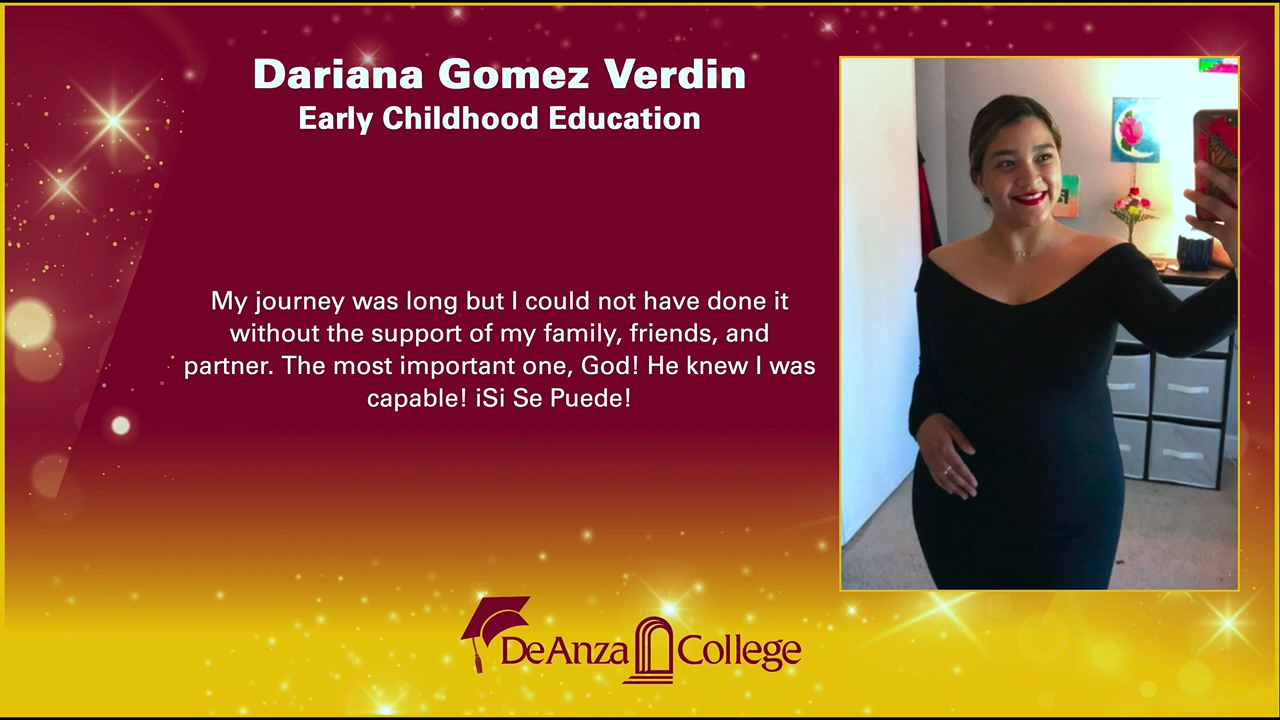 Dariana Gomez Verdin
Early Childhood Education
My journey was long but I could not have done it
without the support of my family, friends, and
partner. The most important one, God! He knew I was
capable! ¡Si Se Puede!
DeAnza College